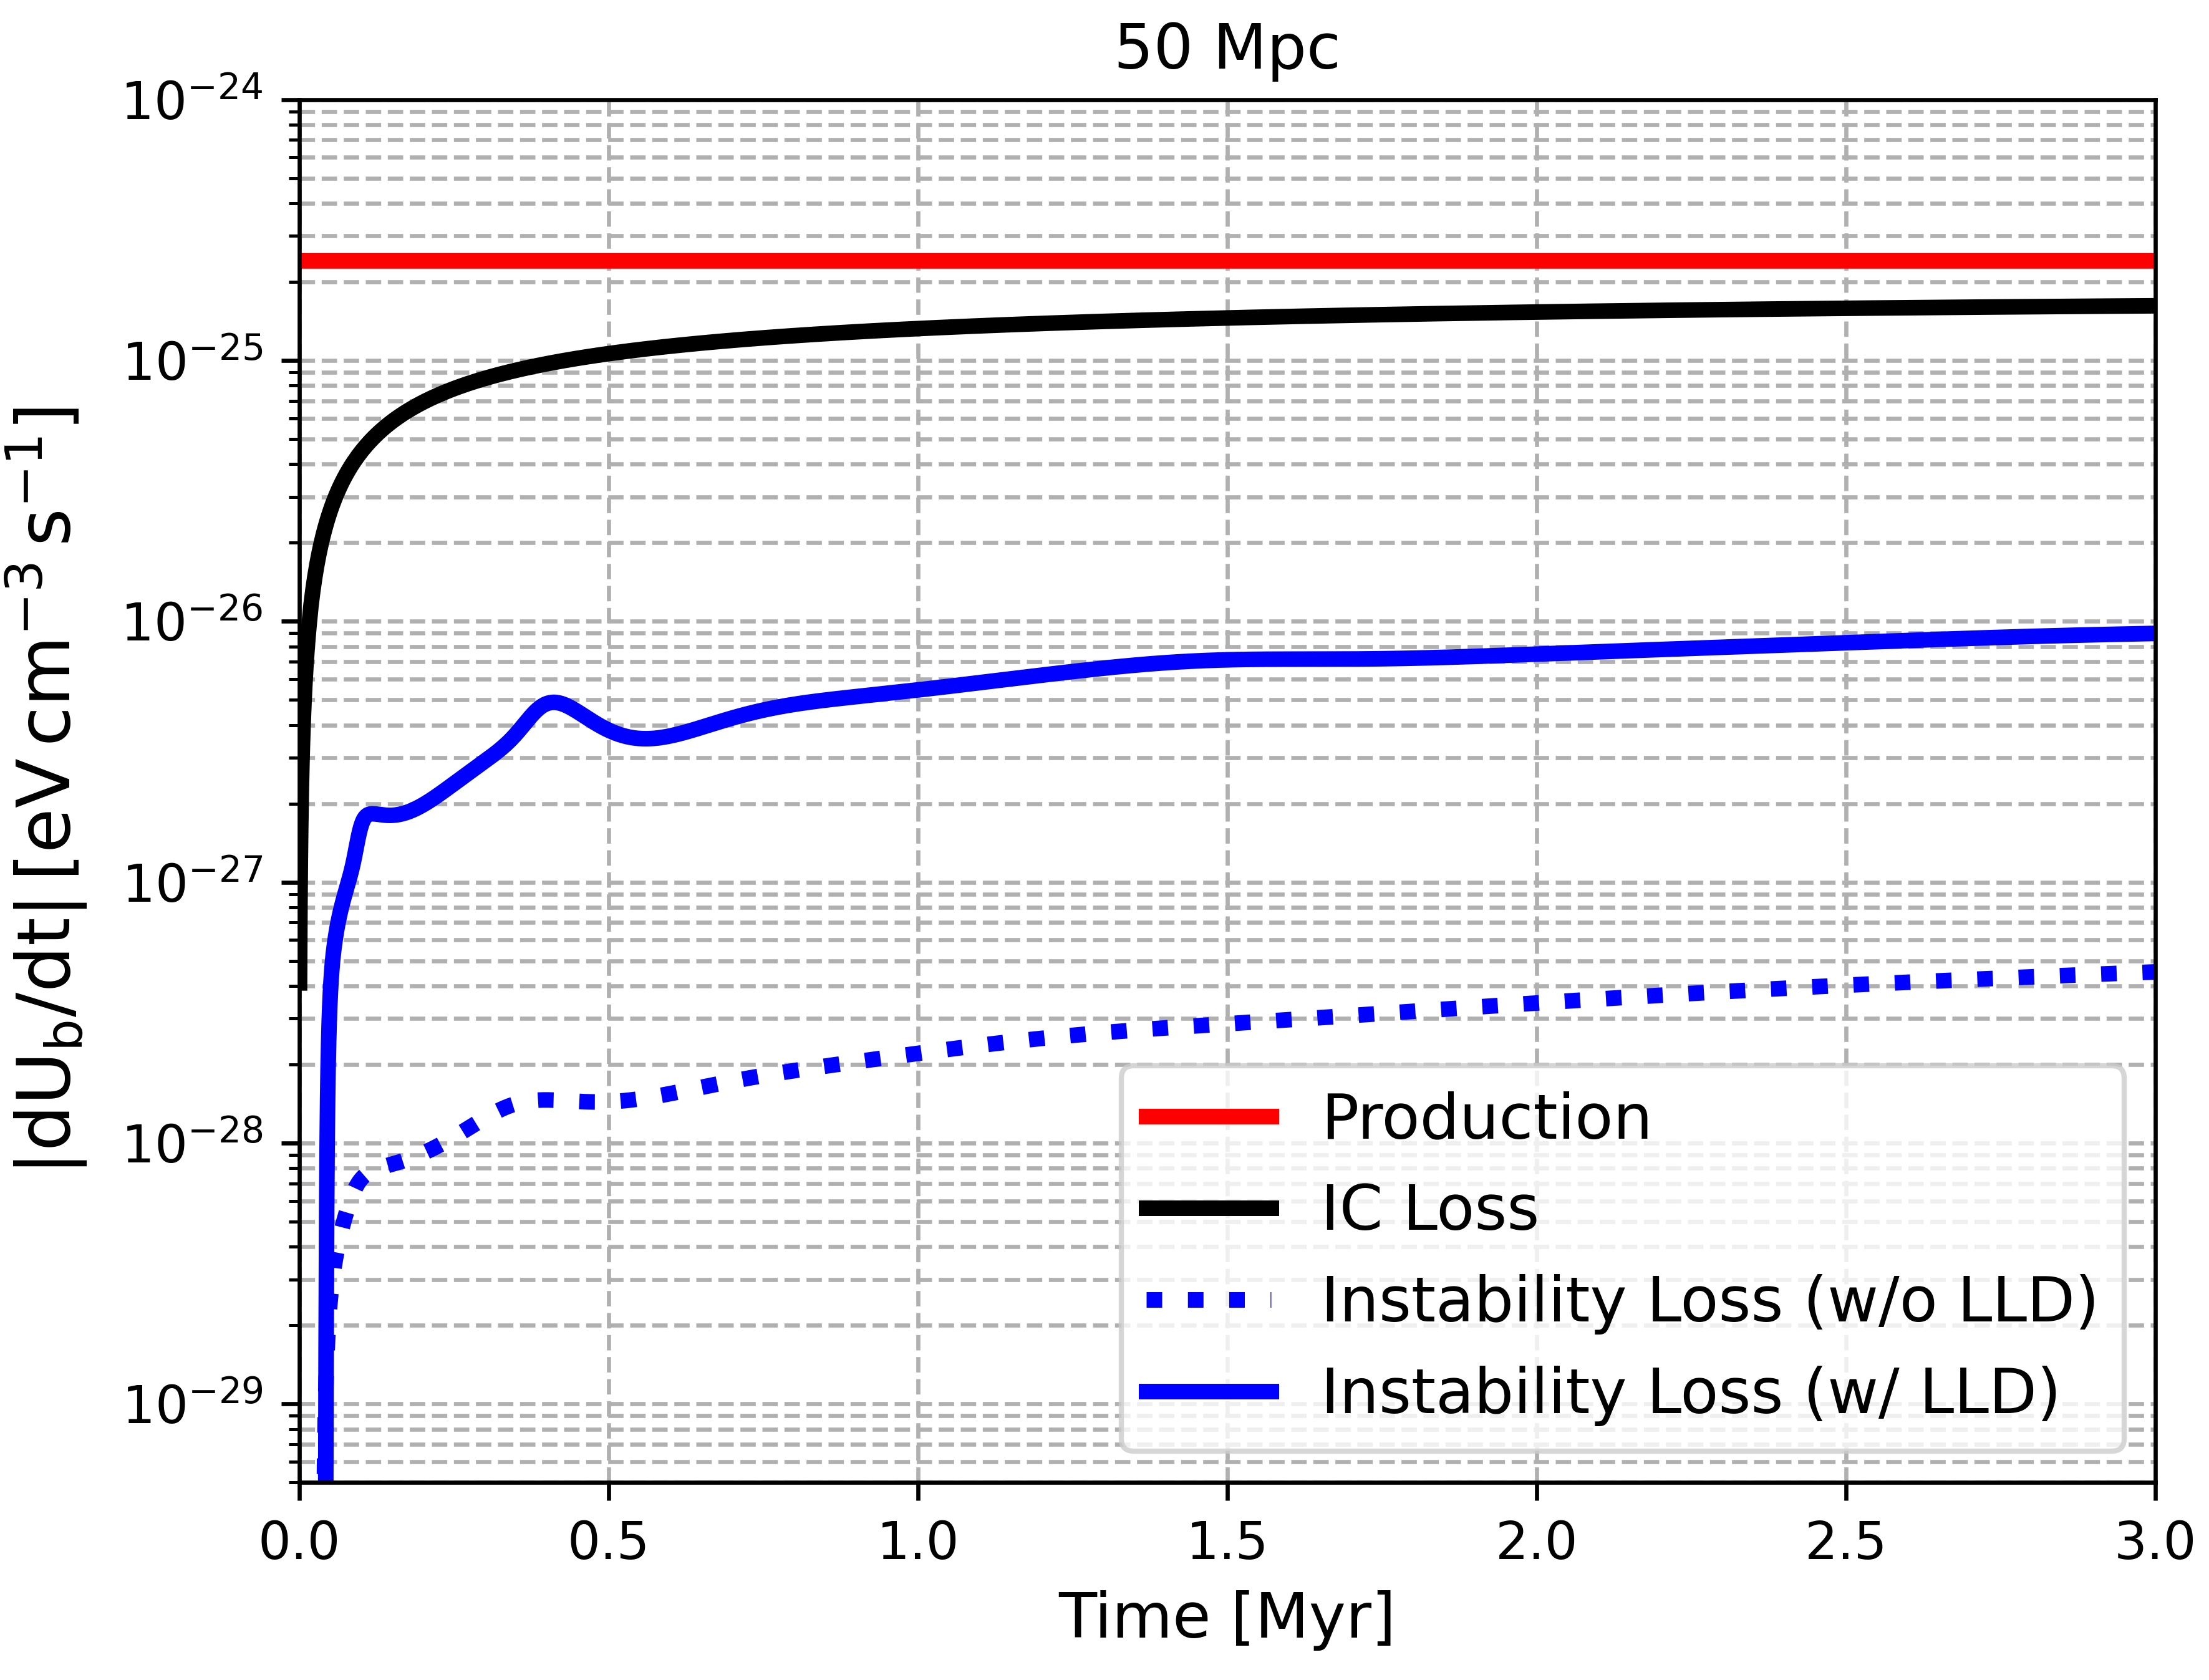 50 Mpc
10⁻²⁴
10⁻²⁵
10⁻²⁶
10⁻²⁷
10⁻²⁸
10⁻²⁹
|dU_b/dt| [eV cm⁻³ s⁻¹]
Production
IC Loss
Instability Loss (w/o LLD)
Instability Loss (w/ LLD)
0.0 0.5 1.0 1.5 2.0 2.5 3.0
Time [Myr]